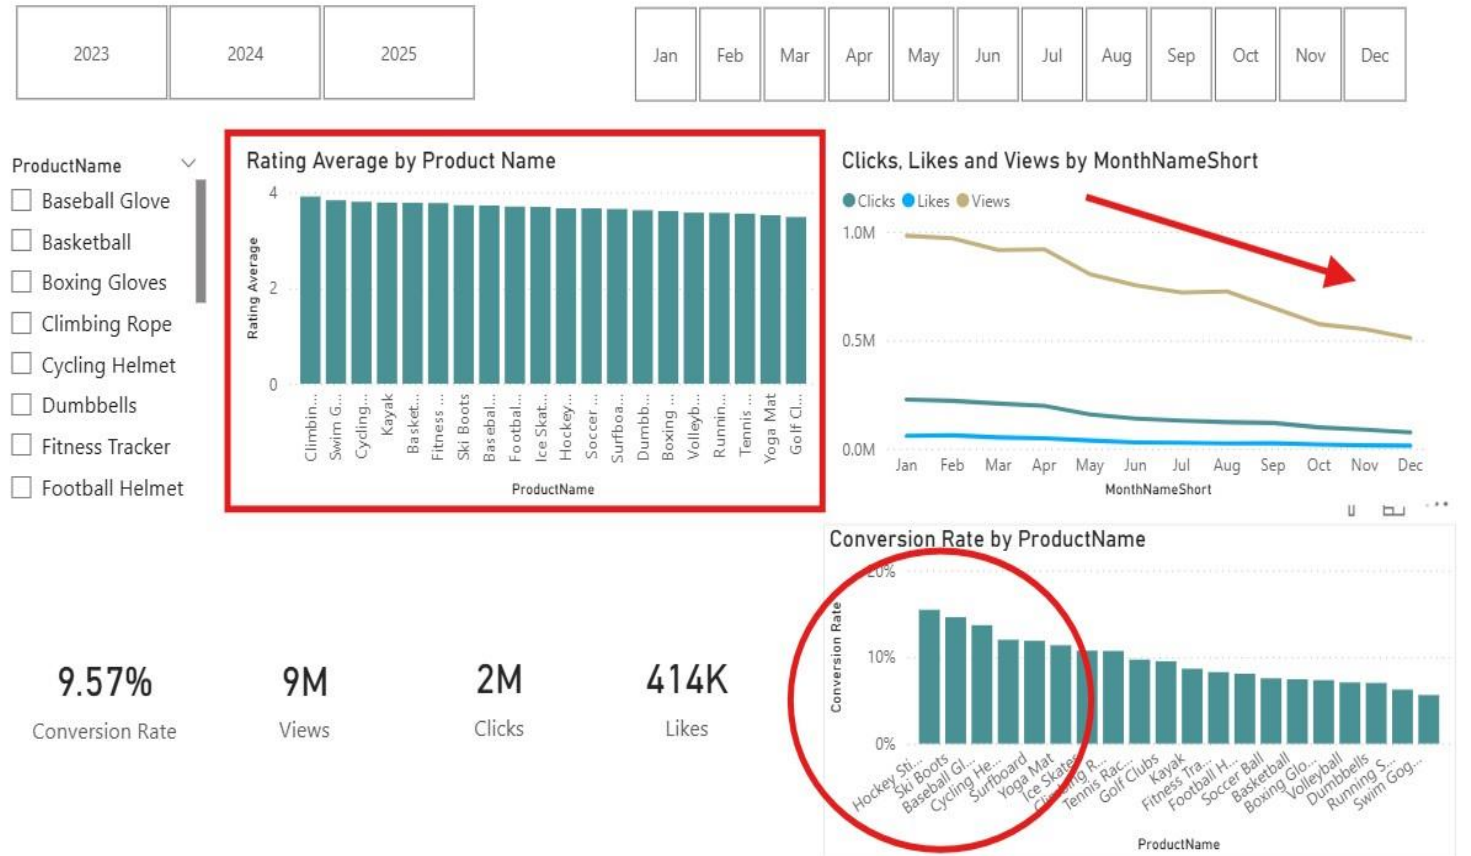 2023 2024 2025
Jan Feb Mar Apr May Jun Jul Aug Sep Oct Nov Dec
ProductName
Baseball Glove
Basketball
Boxing Gloves
Climbing Rope
Cycling Helmet
Dumbbells
Fitness Tracker
Football Helmet
Rating Average by Product Name
4
2
0
Rating Average
Climbin...
Swim G...
Cycling...
Kayak
Basket...
Fitness ...
Ski Boots
Basebal...
Footbal...
Ice Skat...
Hockey...
Soccer ...
Surfboa...
Dumbb...
Boxing ...
Volleyb...
Runnin...
Tennis ...
Yoga Mat
Golf Cl...
ProductName
Clicks, Likes and Views by MonthNameShort
Clicks Likes Views
1.0M
0.5M
0.0M
Jan Feb Mar Apr May Jun Jul Aug Sep Oct Nov Dec
MonthNameShort
9.57%
Conversion Rate
9M
Views
2M
Clicks
414K
Likes
Conversion Rate by ProductName
20%
10%
0%
Conversion Rate
Hockey Sti...
Ski Boots
Baseball Gl...
Cycling He...
Surfboard
Yoga Mat
Ice Skates
Climbing R...
Tennis Rac...
Golf Clubs
Kayak
Fitness Tra...
Football H...
Soccer Ball
Basketball
Boxing Glo...
Volleyball
Dumbbells
Running S...
Swim Gog...
ProductName